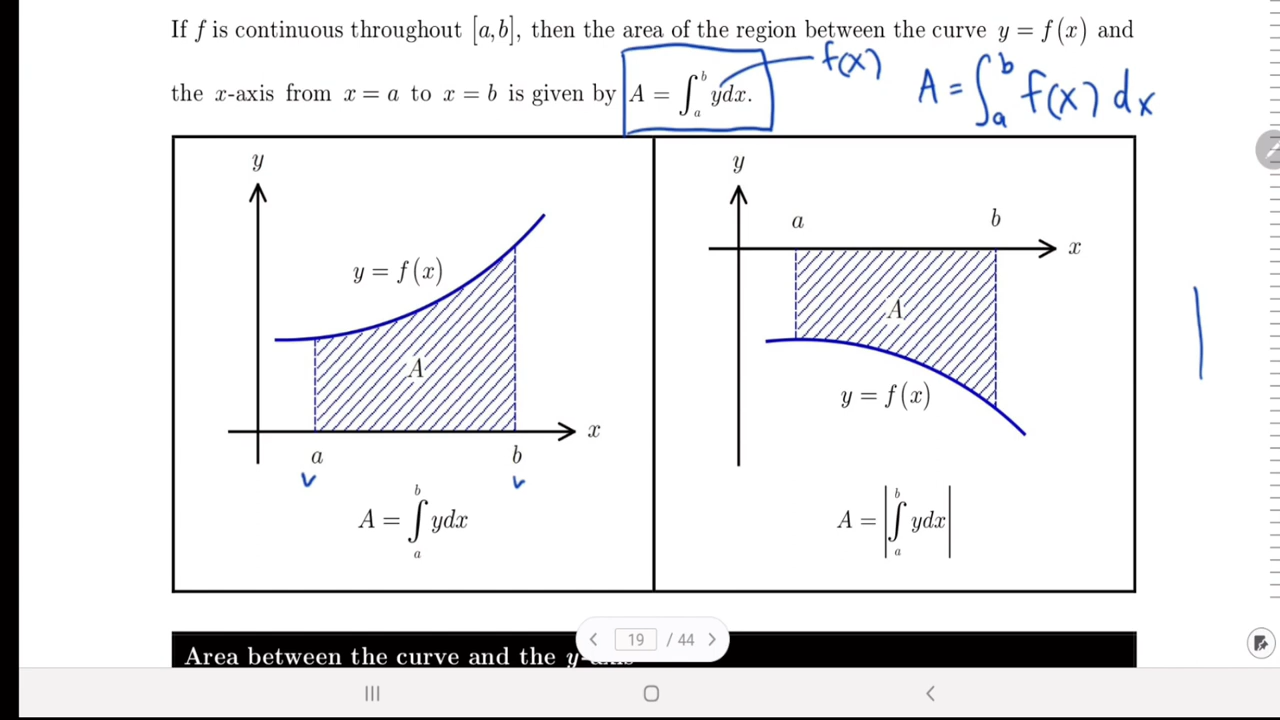 If f is continuous throughout [a,b], then the area of the region between the curve y = f(x) and
f(x)
the x-axis from x = a to x = b is given by A = ∫_a^b ydx.
A = ∫_a^b f(x) dx
y
y = f(x)
A
x
a
b
A = ∫_a^b ydx
y
a
b
x
A
y = f(x)
A = |∫_a^b ydx|
19 / 44
Area between the curve and the y-axis